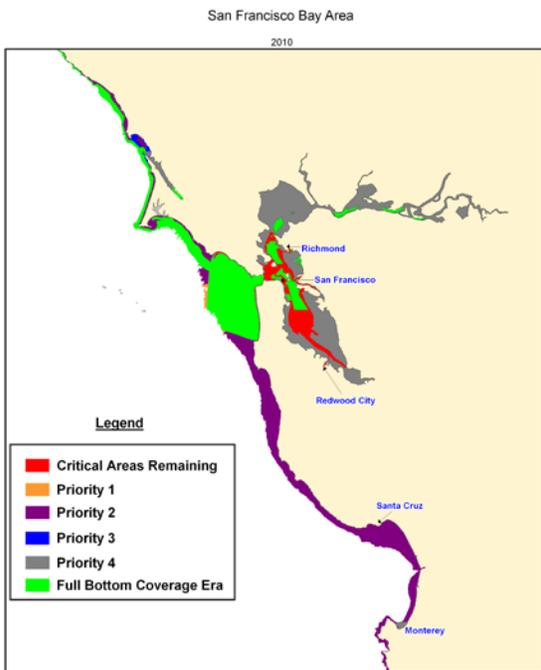 San Francisco Bay Area
2010
Richmond
San Francisco
Redwood City
Legend
Critical Areas Remaining
Priority 1
Priority 2
Priority 3
Priority 4
Full Bottom Coverage Era
Santa Cruz
Monterey